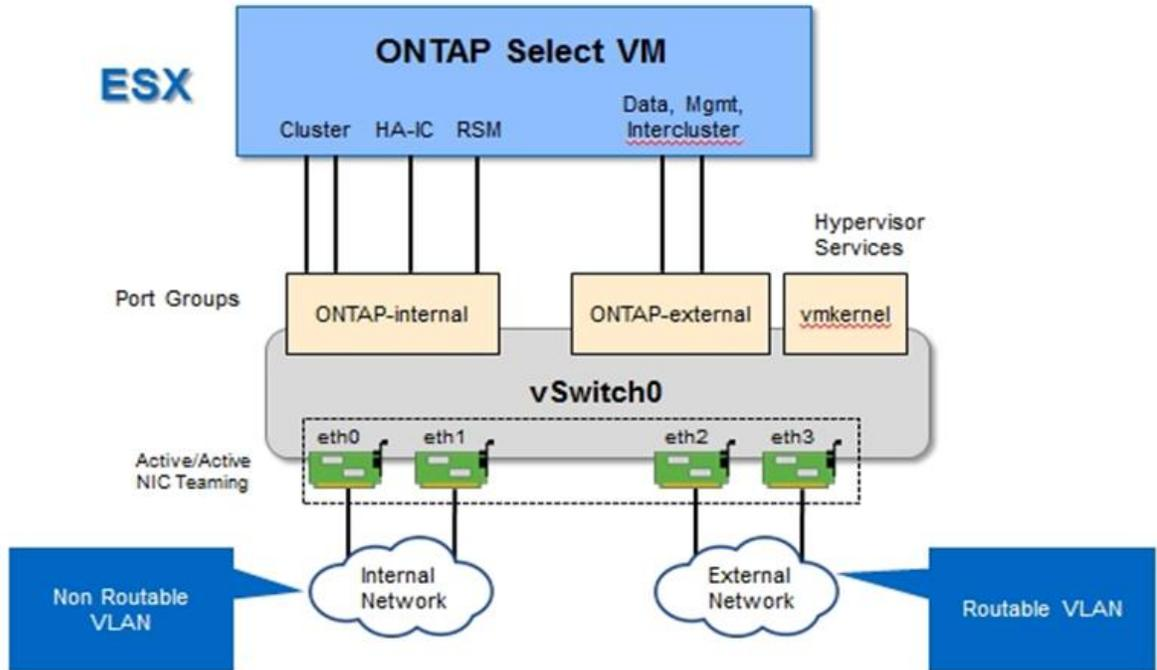 ESX
ONTAP Select VM
Cluster HA-IC RSM
Data, Mgmt,
Intercluster
Hypervisor
Services
Port Groups
ONTAP-internal
ONTAP-external
vmkernel
vSwitch0
eth0
eth1
eth2
eth3
Active/Active
NIC Teaming
Internal
Network
External
Network
Non Routable
VLAN
Routable VLAN